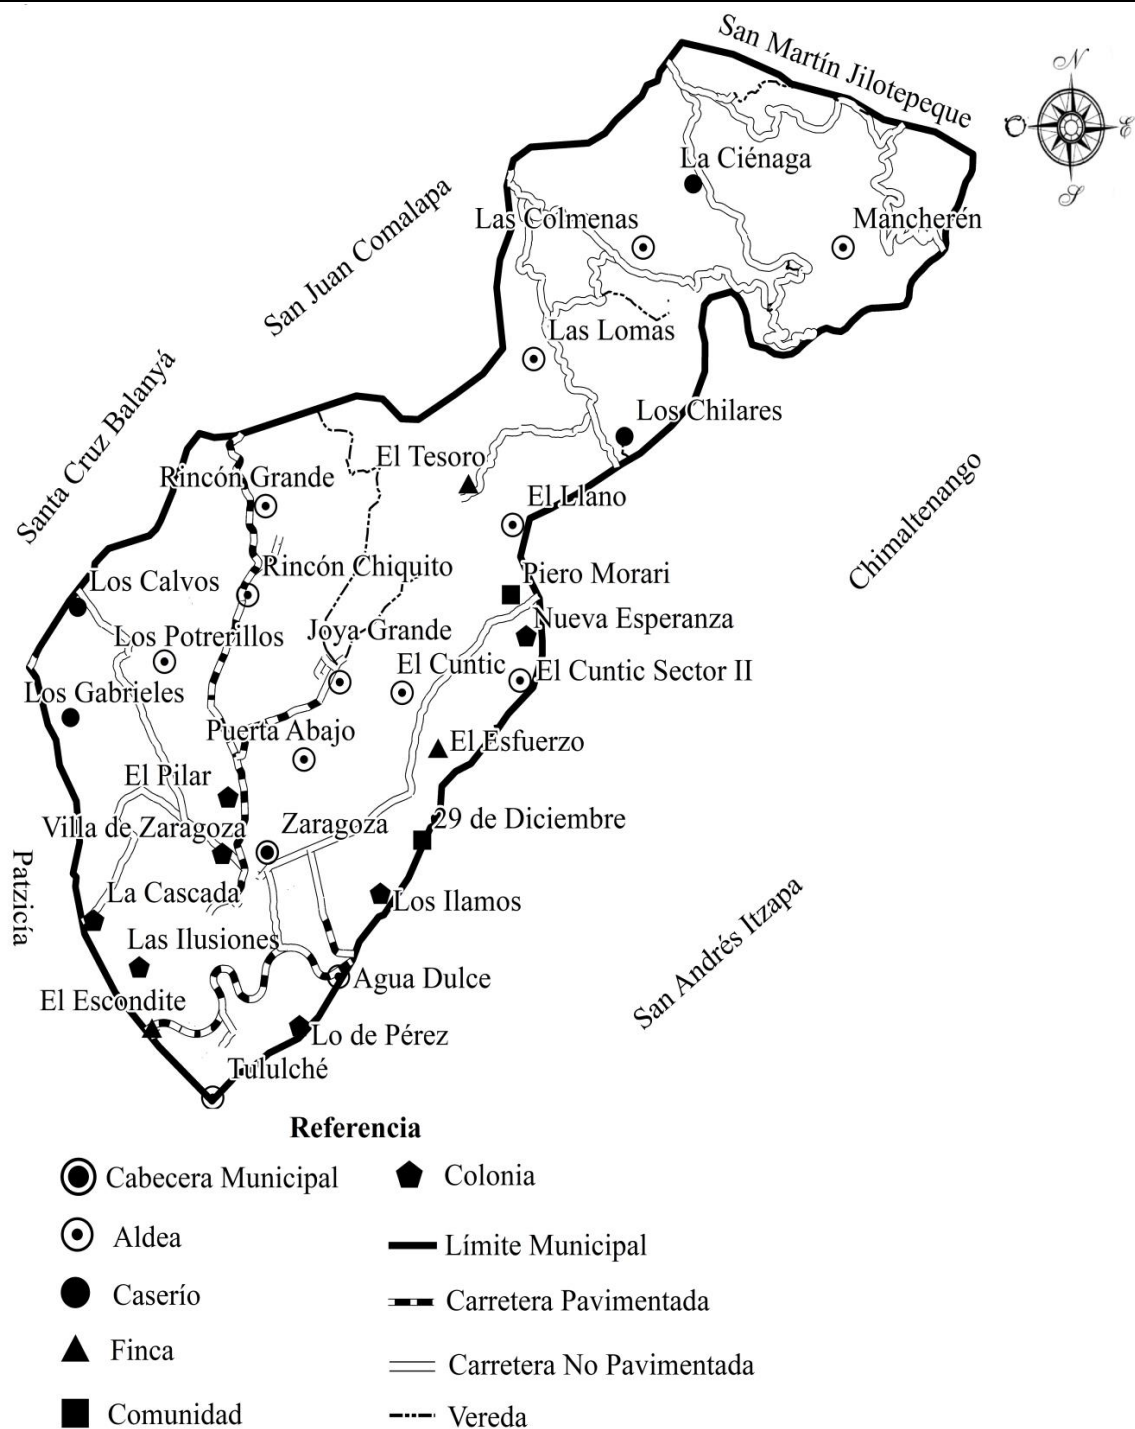 San Martín Jilotepeque
N
O
E
S
La Ciénaga
San Juan Comalapa
Las Colmenas
Mancherén
Las Lomas
Santa Cruz Balanyá
Los Chilares
El Tesoro
Rincón Grande
El Llano
Chimaltenango
Rincón Chiquito
Piero Morari
Los Calvos
Nueva Esperanza
Los Potrerillos
Joya Grande
El Cuntic
El Cuntic Sector II
Los Gabrieles
Puerta Abajo
El Esfuerzo
El Pilar
29 de Diciembre
Villa de Zaragoza
Zaragoza
Patzicía
La Cascada
Los Ilamos
San Andrés Itzapa
Las Ilusiones
Agua Dulce
El Escondite
Lo de Pérez
Tululché
Referencia
Cabecera Municipal
Colonia
Aldea
Límite Municipal
Caserío
Carretera Pavimentada
Finca
Carretera No Pavimentada
Comunidad
Vereda